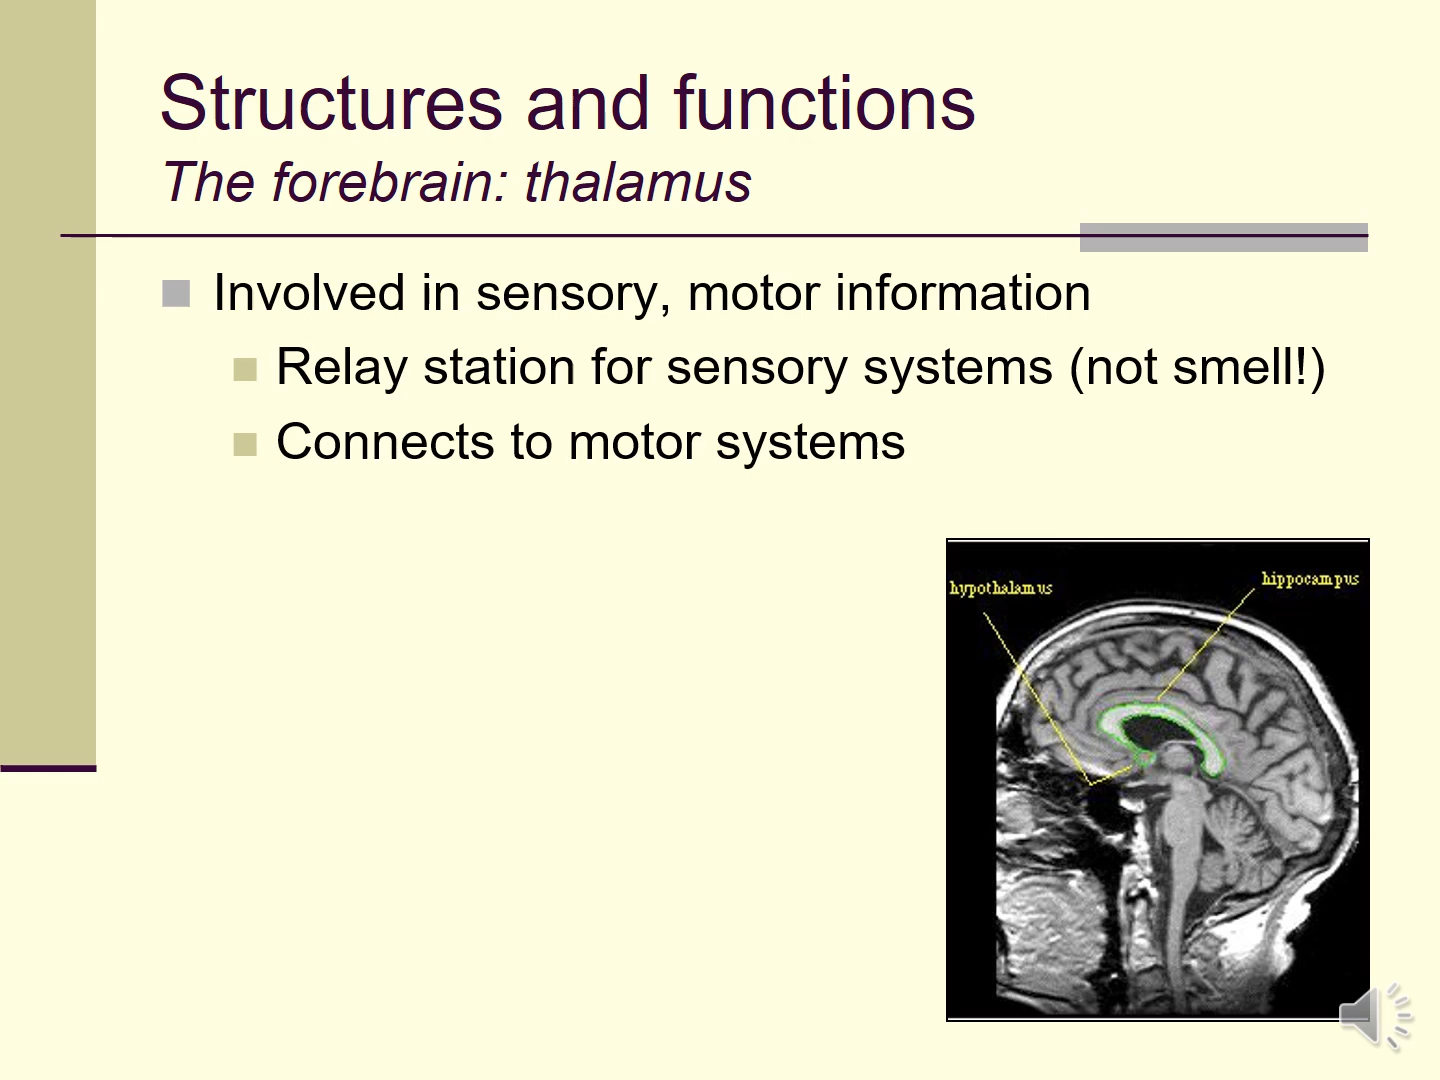 Structures and functions
The forebrain: thalamus
Involved in sensory, motor information
Relay station for sensory systems (not smell!)
Connects to motor systems
hypothalamus
hippocampus